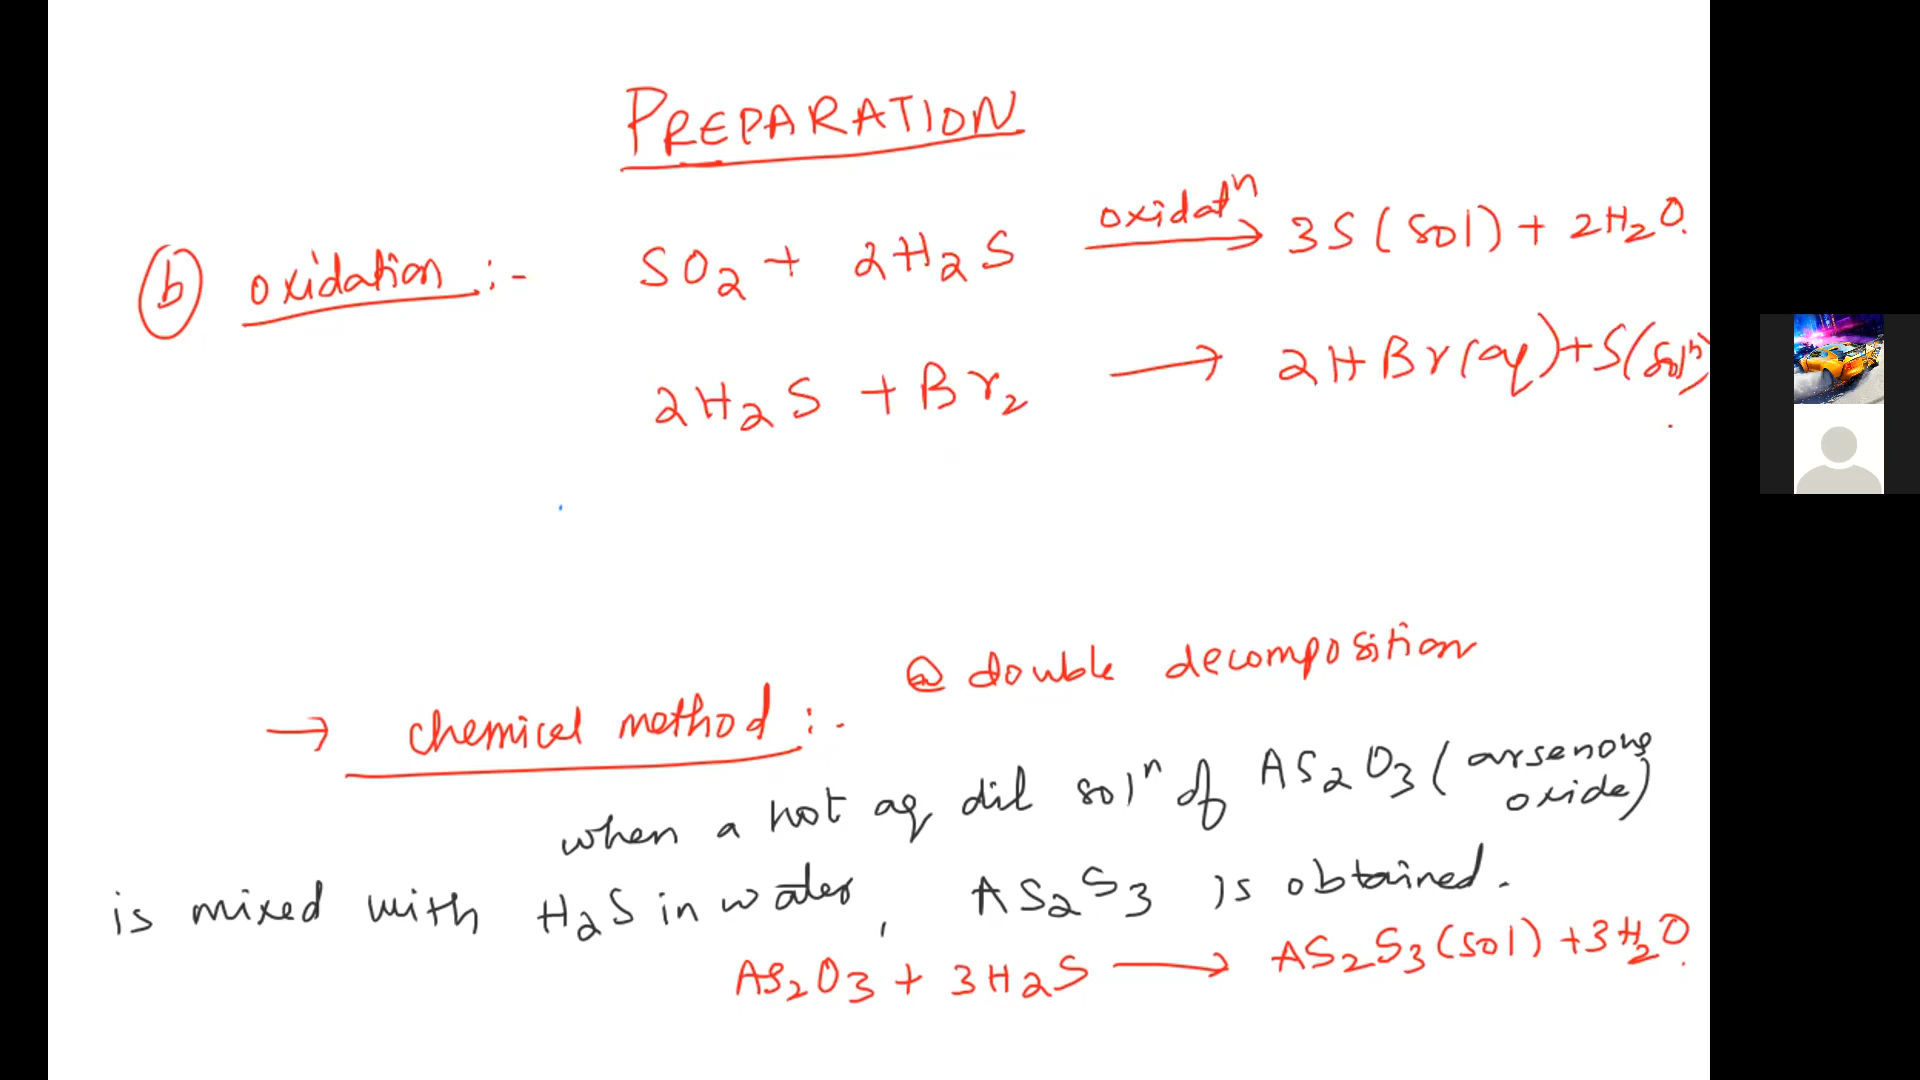 PREPARATION
(b) oxidation :- SO₂ + 2H₂S —oxidatⁿ→ 3S (sol) + 2H₂O.
2H₂S + Br₂ → 2HBr(aq) + S(solⁿ)
(a) double decomposition
→ chemical method :-
when a hot aq dil solⁿ of AS₂O₃ (arsenous
oxide)
is mixed with H₂S in water, AS₂S₃ is obtained.
AS₂O₃ + 3H₂S → AS₂S₃(sol) + 3H₂O.